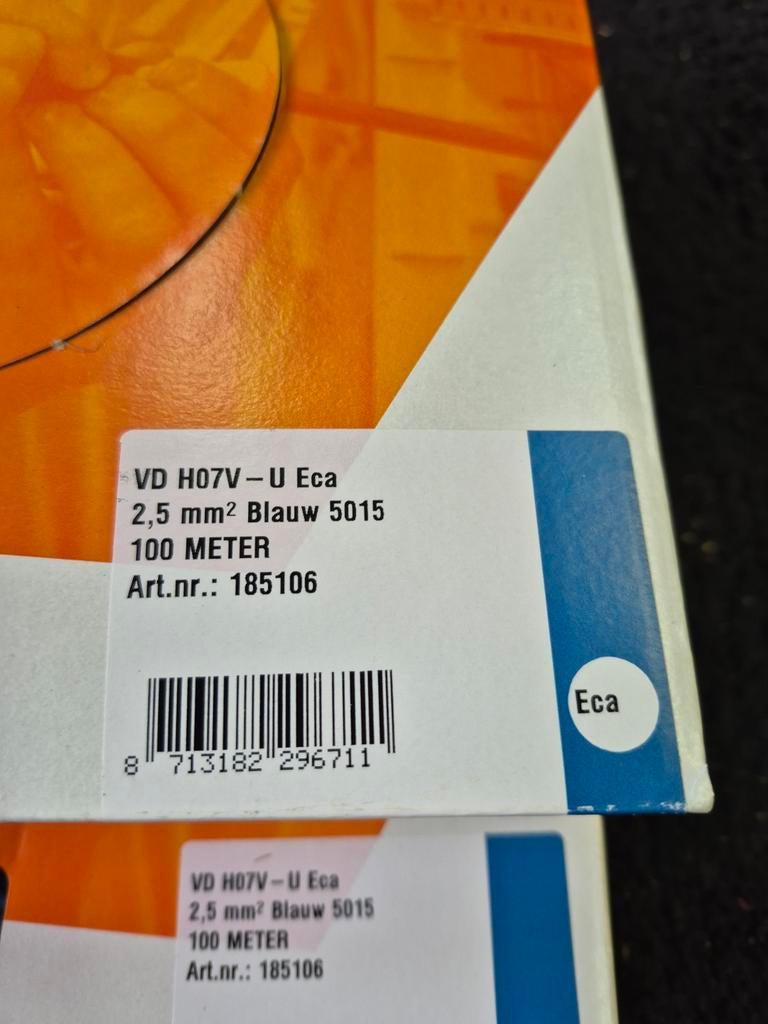 VD H07V-U Eca
2,5 mm² Blauw 5015
100 METER
Art.nr.: 185106
Eca
8 713182 296711
VD H07V-U Eca
2,5 mm² Blauw 5015
100 METER
Art.nr.: 185106